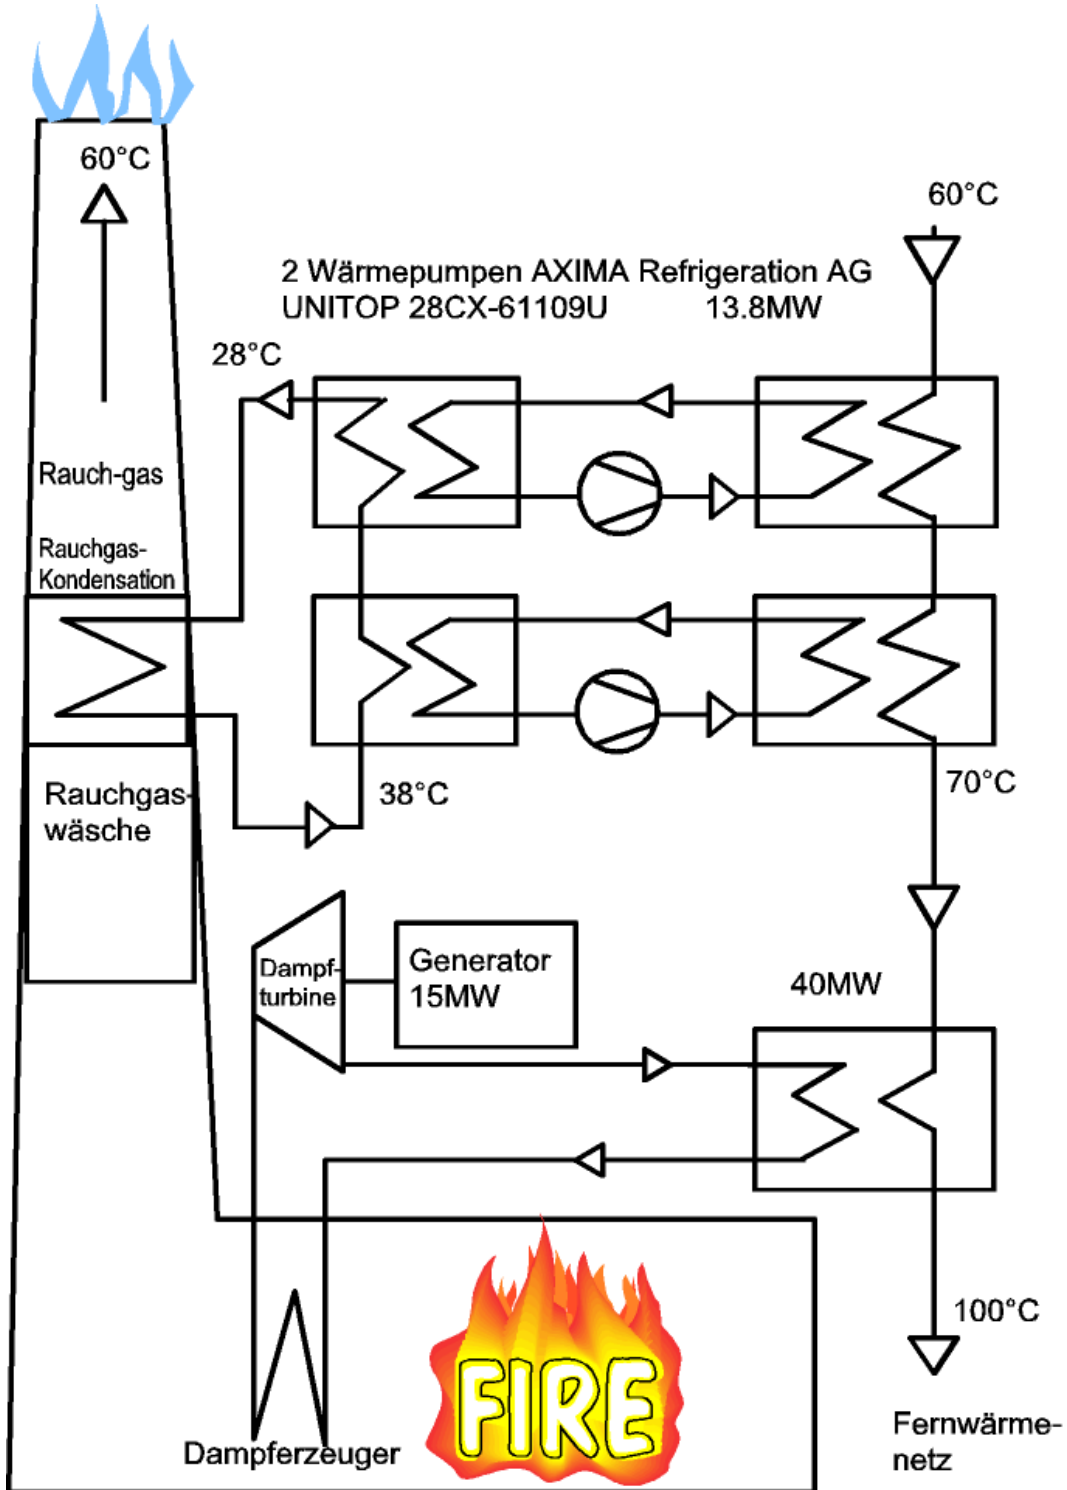 60°C
60°C
2 Wärmepumpen AXIMA Refrigeration AG
UNITOP 28CX-61109U 13.8MW
28°C
Rauch-gas
Rauchgas-
Kondensation
38°C
70°C
Rauchgas-
wäsche
Dampf-
turbine
Generator
15MW
40MW
100°C
FIRE
Dampferzeuger
Fernwärme-
netz